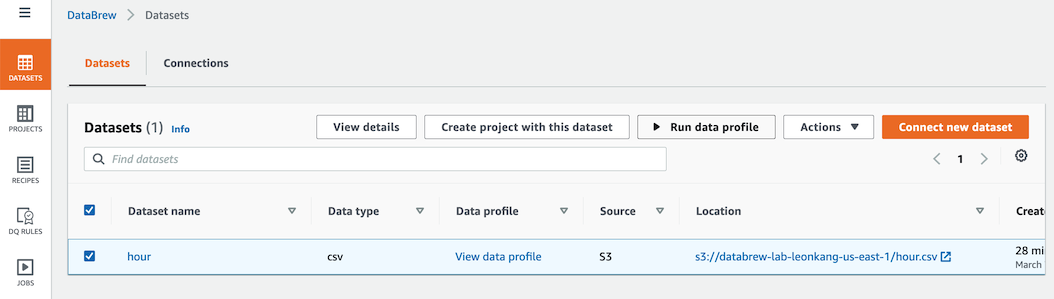 DataBrew > Datasets
DATASETS
PROJECTS
RECIPES
DQ RULES
JOBS
Datasets Connections
Datasets (1) Info View details Create project with this dataset Run data profile Actions Connect new dataset
Find datasets 1
Dataset name Data type Data profile Source Location
hour csv View data profile S3 s3://databrew-lab-leonkang-us-east-1/hour.csv 28
March